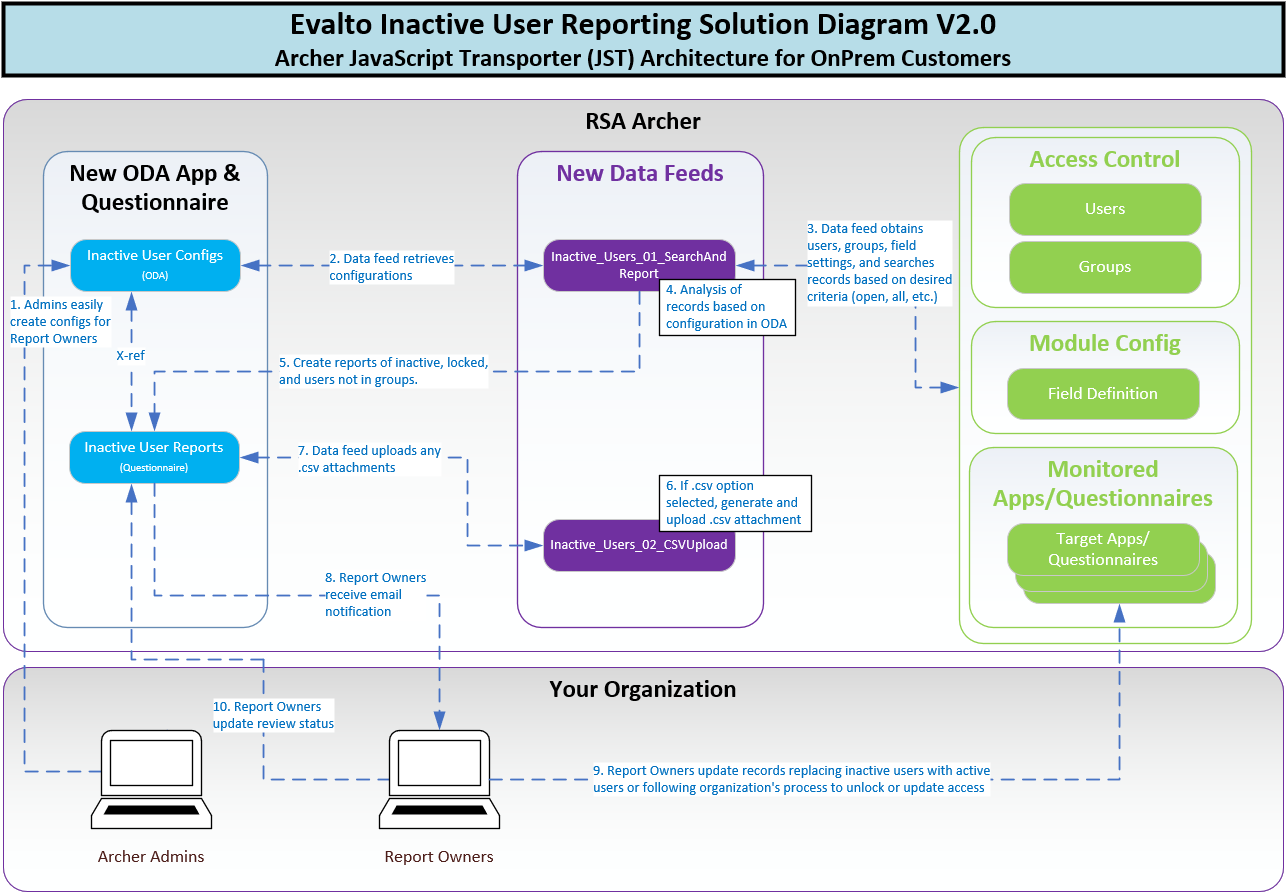 Evalto Inactive User Reporting Solution Diagram V2.0
Archer JavaScript Transporter (JST) Architecture for OnPrem Customers
RSA Archer
New ODA App &
Questionnaire
Inactive User Configs
(ODA)
1. Admins easily
create configs for
Report Owners
X-ref
Inactive User Reports
(Questionnaire)
2. Data feed retrieves
configurations
5. Create reports of inactive, locked,
and users not in groups.
7. Data feed uploads any
.csv attachments
8. Report Owners
receive email
notification
New Data Feeds
Inactive_Users_01_SearchAnd
Report
4. Analysis of
records based on
configuration in ODA
6. If .csv option
selected, generate and
upload .csv attachment
Inactive_Users_02_CSVUpload
3. Data feed obtains
users, groups, field
settings, and searches
records based on desired
criteria (open, all, etc.)
Access Control
Users
Groups
Module Config
Field Definition
Monitored
Apps/Questionnaires
Target Apps/
Questionnaires
Your Organization
10. Report Owners
update review status
9. Report Owners update records replacing inactive users with active
users or following organization's process to unlock or update access
Archer Admins
Report Owners